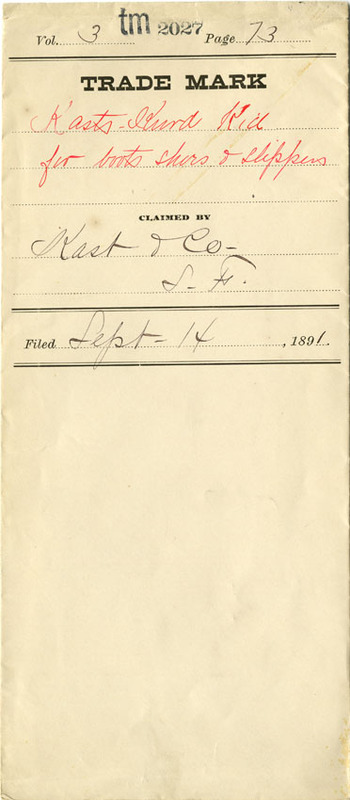 Vol. 3 tm 2027 Page 73
TRADE MARK
Kasts Kid
for boots shoes & slippers
CLAIMED BY
Kast & Co-
S. F.
Filed Sept - 14, 1891.